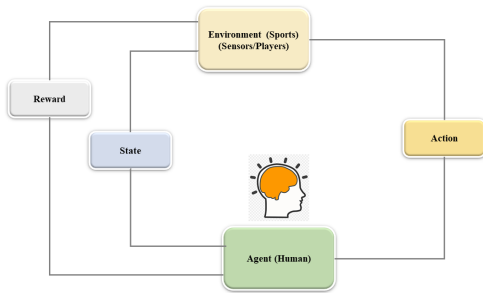 Environment (Sports)
(Sensors/Players)
Reward
State
Action
Agent (Human)